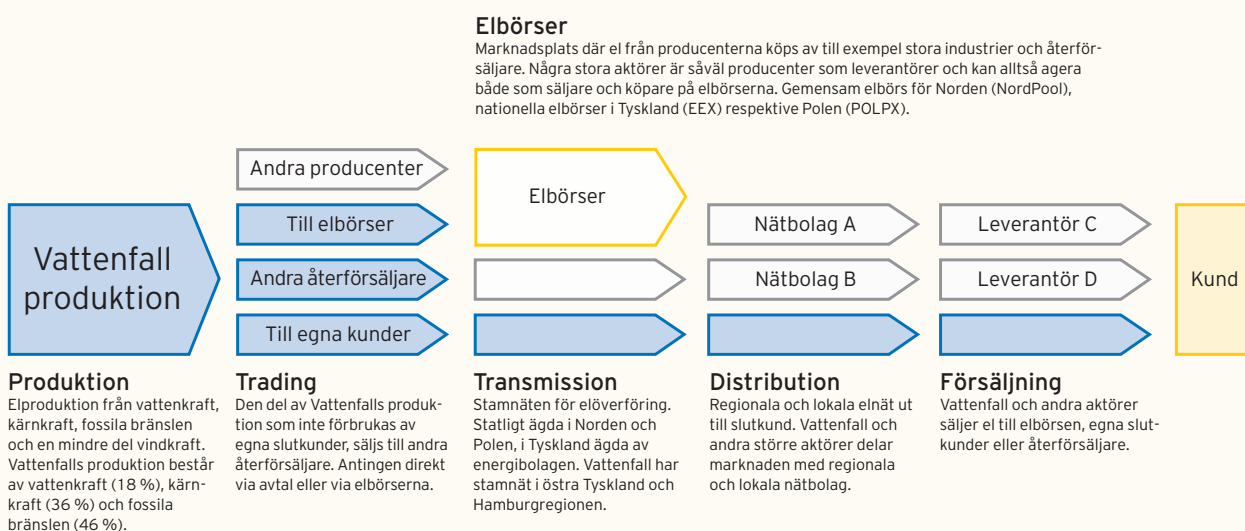 Elbörser
Marknadsplats där el från producenterna köps av till exempel stora industrier och återför-
säljare. Några stora aktörer är såväl producenter som leverantörer och kan alltså agera
både som säljare och köpare på elbörserna. Gemensam elbörs för Norden (NordPool),
nationella elbörser i Tyskland (EEX) respektive Polen (POLPX).
Andra producenter
Till elbörser
Andra återförsäljare
Till egna kunder
Elbörser
Nätbolag A
Nätbolag B
Leverantör C
Leverantör D
Kund
Vattenfall
produktion
Produktion
Elproduktion från vattenkraft,
kärnkraft, fossila bränslen
och en mindre del vindkraft.
Vattenfalls produktion består
av vattenkraft (18 %), kärn-
kraft (36 %) och fossila
bränslen (46 %).
Trading
Den del av Vattenfalls produk-
tion som inte förbrukas av
egna slutkunder, säljs till andra
återförsäljare. Antingen direkt
via avtal eller via elbörserna.
Transmission
Stamnäten för elöverföring.
Statligt ägda i Norden och
Polen, i Tyskland ägda av
energibolagen. Vattenfall har
stamnät i östra Tyskland och
Hamburgregionen.
Distribution
Regionala och lokala elnät ut
till slutkund. Vattenfall och
andra större aktörer delar
marknaden med regionala
och lokala nätbolag.
Försäljning
Vattenfall och andra aktörer
säljer el till elbörsen, egna slut-
kunder eller återförsäljare.